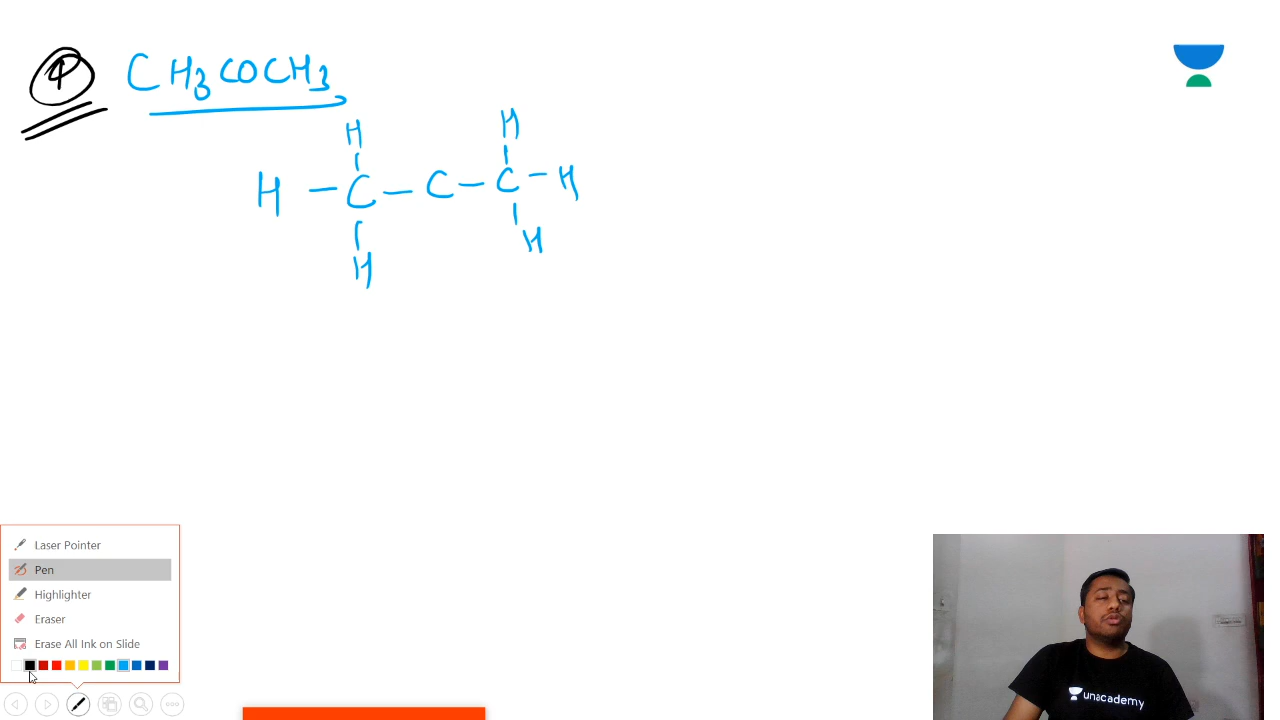 ④ CH3COCH3
H H
H - C - C - C - H
H H
Laser Pointer
Pen
Highlighter
Eraser
Erase All Ink on Slide
unacademy